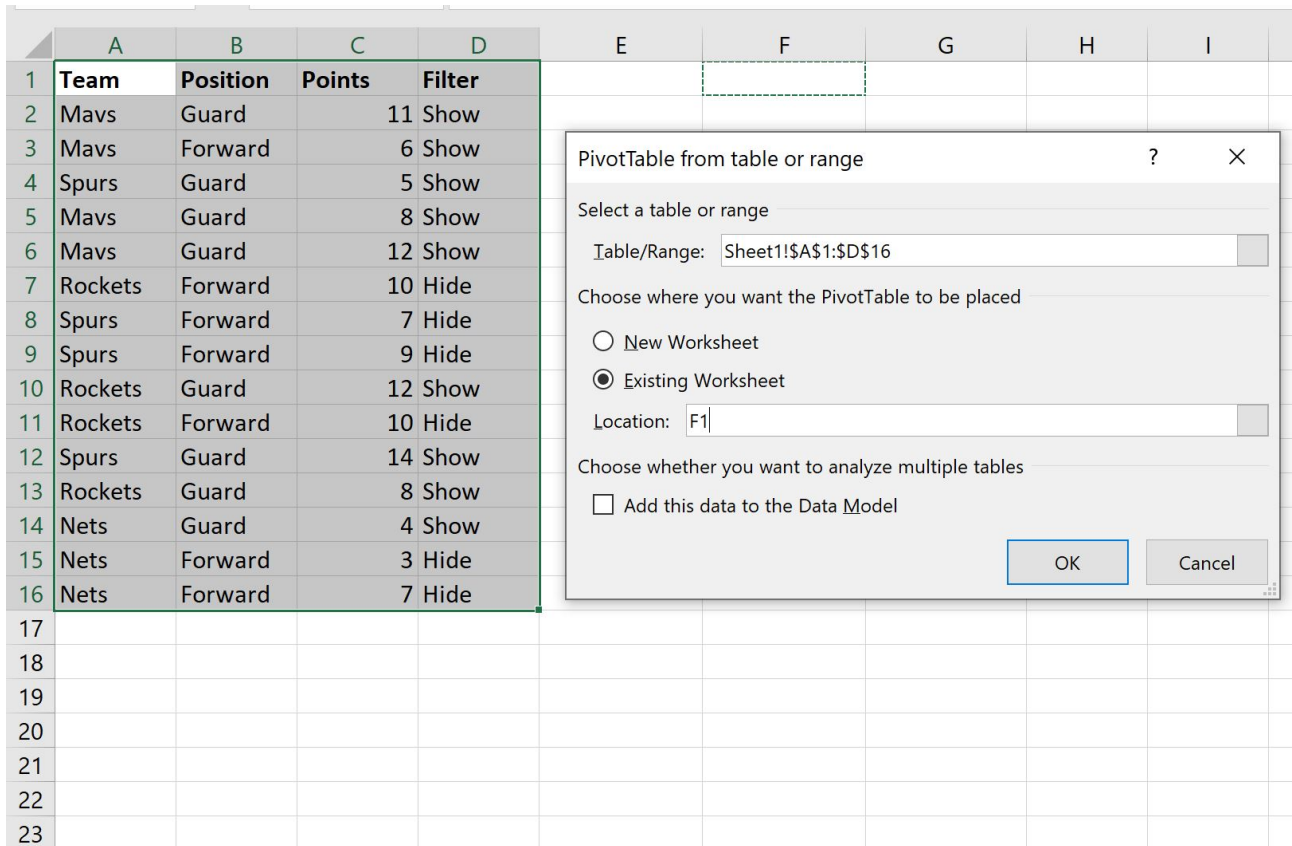 A B C D E F G H I
1 Team Position Points Filter
2 Mavs Guard 11 Show
3 Mavs Forward 6 Show
4 Spurs Guard 5 Show
5 Mavs Guard 8 Show
6 Mavs Guard 12 Show
7 Rockets Forward 10 Hide
8 Spurs Forward 7 Hide
9 Spurs Forward 9 Hide
10 Rockets Guard 12 Show
11 Rockets Forward 10 Hide
12 Spurs Guard 14 Show
13 Rockets Guard 8 Show
14 Nets Guard 4 Show
15 Nets Forward 3 Hide
16 Nets Forward 7 Hide
17
18
19
20
21
22
23
PivotTable from table or range ? ×
Select a table or range
Table/Range: Sheet1!$A$1:$D$16
Choose where you want the PivotTable to be placed
New Worksheet
Existing Worksheet
Location: F1
Choose whether you want to analyze multiple tables
Add this data to the Data Model
OK Cancel